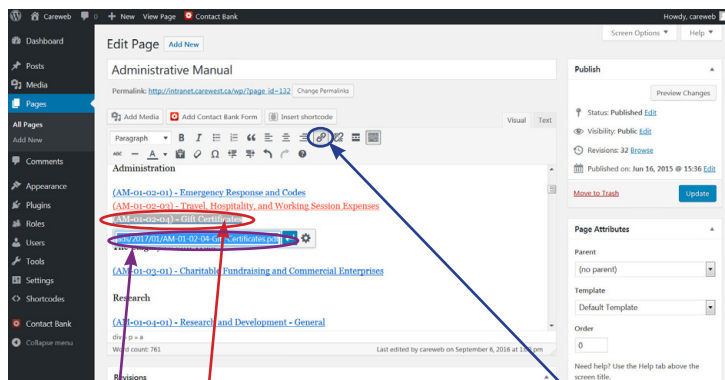 Careweb 0 New View Page Contact Bank Howdy, careweb
Screen Options Help
Dashboard
Posts
Media
Pages
All Pages
Add New
Comments
Appearance
Plugins
Roles
Users
Tools
Settings
Shortcodes
Contact Bank
Collapse menu
Edit Page Add New
Administrative Manual
Permalink: http://intranet.carewest.ca/wp/?page_id=132 Change Permalinks
Add Media Add Contact Bank Form Insert shortcode
Visual Text
Paragraph B I
ABC A Ω
Administration
(AM-01-02-01) - Emergency Response and Codes
(AM-01-02-03) - Travel, Hospitality, and Working Session Expenses
(AM-01-02-04) - Gift Certificates
/2017/01/AM-01-02-04-Gift-Certificates.pdf
(AM-01-03-01) - Charitable Fundraising and Commercial Enterprises
Research
(AM-01-04-01) - Research and Development - General
div » p » a
Word count: 761 Last edited by careweb on September 6, 2016 at pm
Revisions
Publish
Preview Changes
Status: Published Edit
Visibility: Public Edit
Revisions: 32 Browse
Published on: Jun 16, 2015 @ 15:36 Edit
Move to Trash Update
Page Attributes
Parent
(no parent)
Template
Default Template
Order
0
Need help? Use the Help tab above the
screen title.